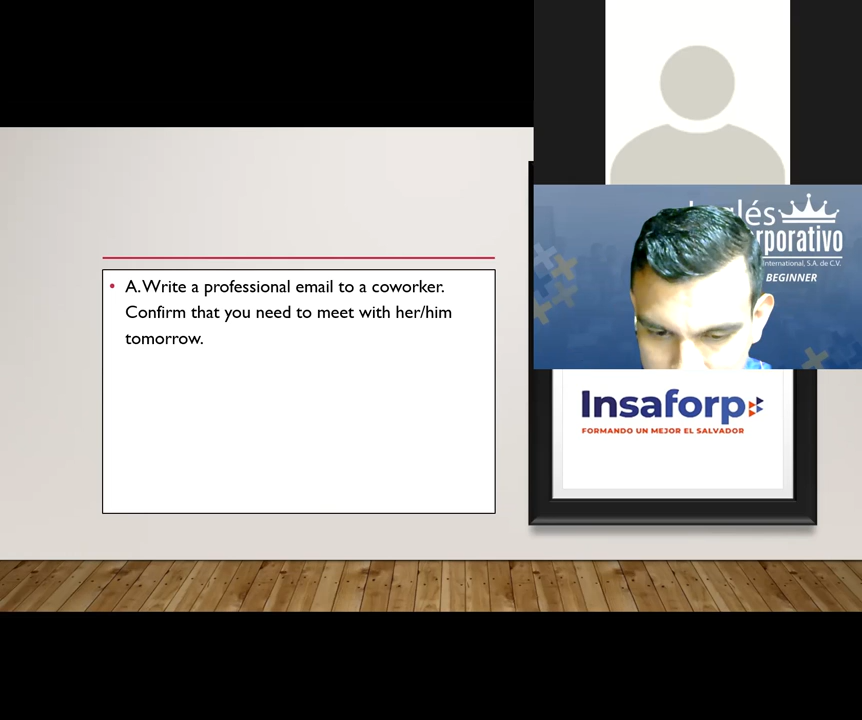 • A. Write a professional email to a coworker.
Confirm that you need to meet with her/him
tomorrow.
International, S.A. de C.V.
BEGINNER
Insaforp
FORMANDO UN MEJOR EL SALVADOR